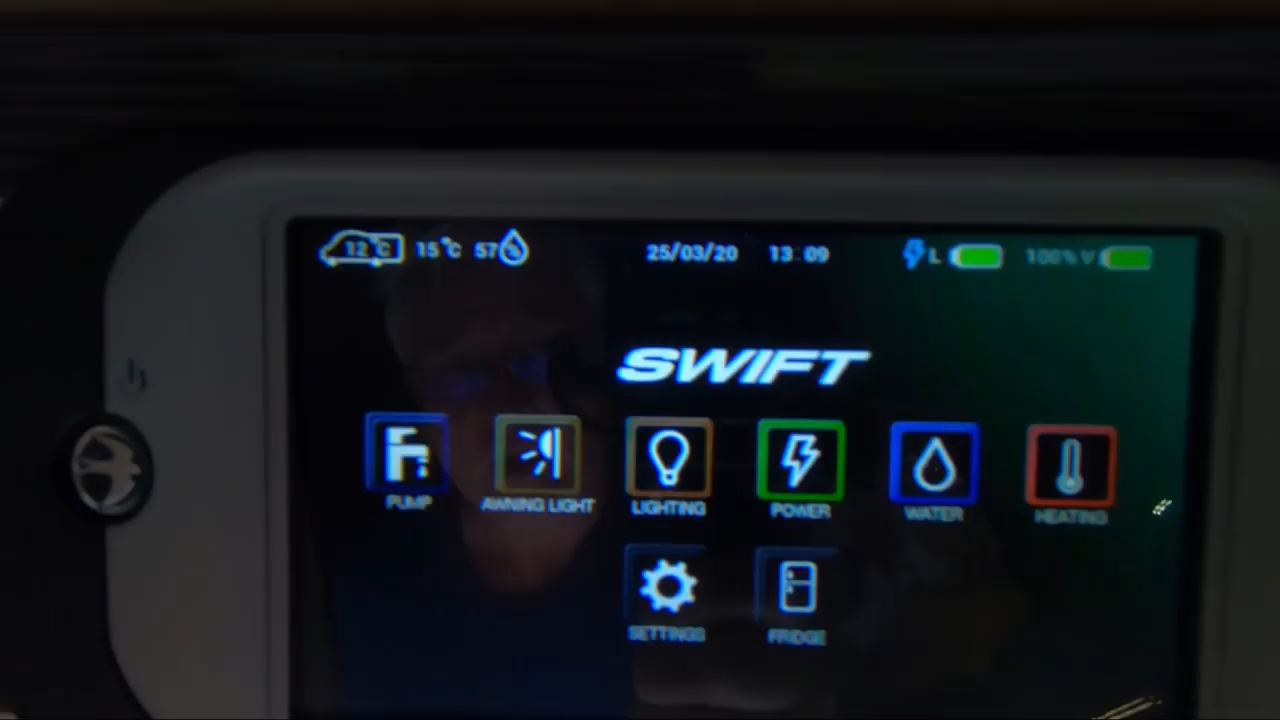 12°C 15°C 57% 25/03/20 13:09 L 100% V
SWIFT
PUMP AWNING LIGHT LIGHTING POWER WATER HEATING
SETTINGS FRIDGE